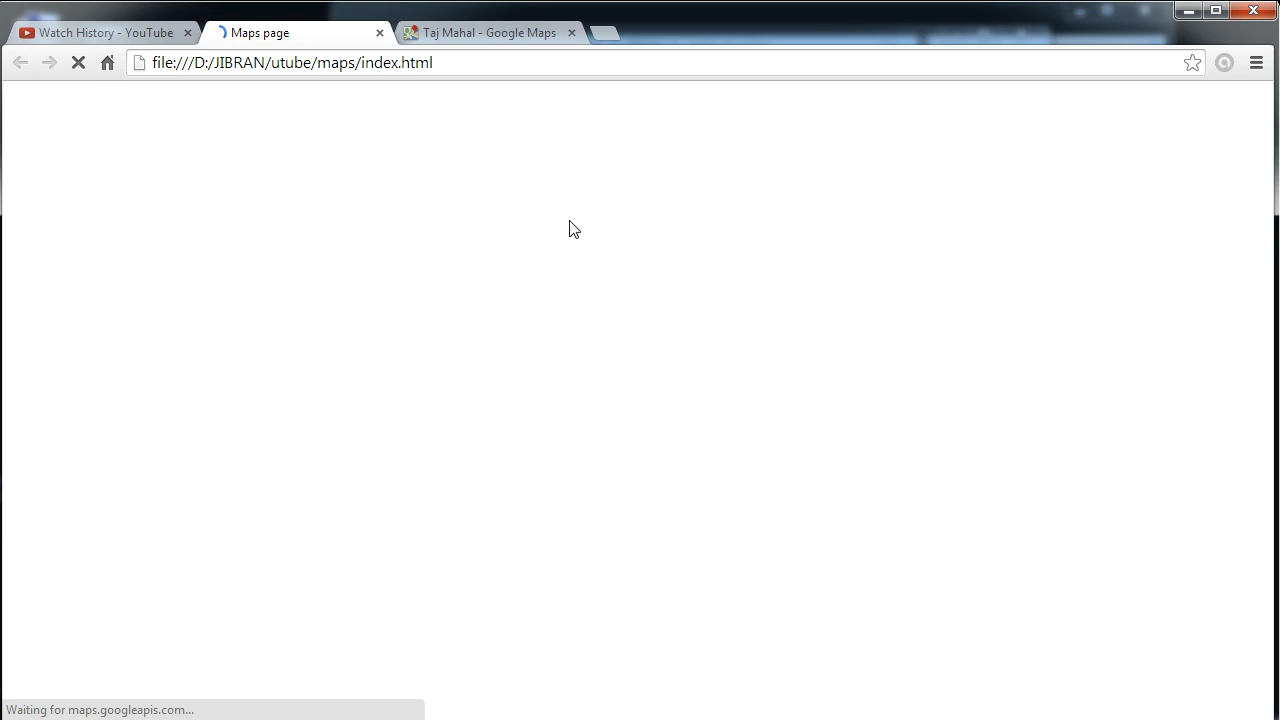 Watch History - YouTube
Maps page
Taj Mahal - Google Maps
file:///D:/JIBRAN/utube/maps/index.html
Waiting for maps.googleapis.com...